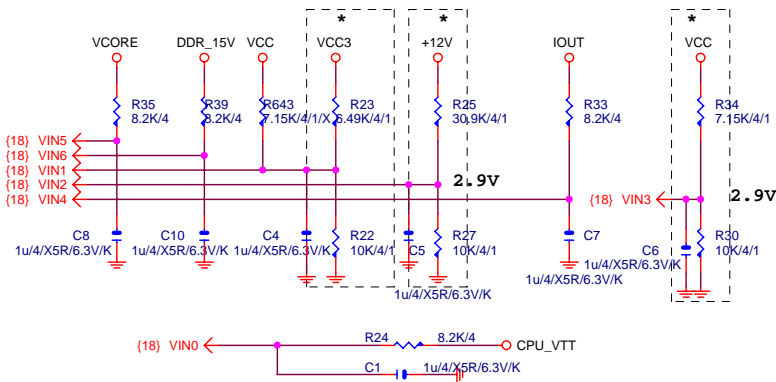 * * *
VCORE DDR_15V VCC VCC3 +12V IOUT VCC
R35 R39 R643 R23 R25 R33 R34
8.2K/4 8.2K/4 7.15K/4/1/X 6.49K/4/1 30.9K/4/1 8.2K/4 7.15K/4/1
{18} VIN5
{18} VIN6
{18} VIN1
{18} VIN2 2.9V
{18} VIN4 {18} VIN3 2.9V
C8 C10 C4 R22 C5 R27 C7 C6 R30
1u/4/X5R/6.3V/K 1u/4/X5R/6.3V/K 1u/4/X5R/6.3V/K 10K/4/1 10K/4/1 1u/4/X5R/6.3V/K 10K/4/1
1u/4/X5R/6.3V/K 1u/4/X5R/6.3V/K
R24 8.2K/4
{18} VIN0 CPU_VTT
C1 1u/4/X5R/6.3V/K